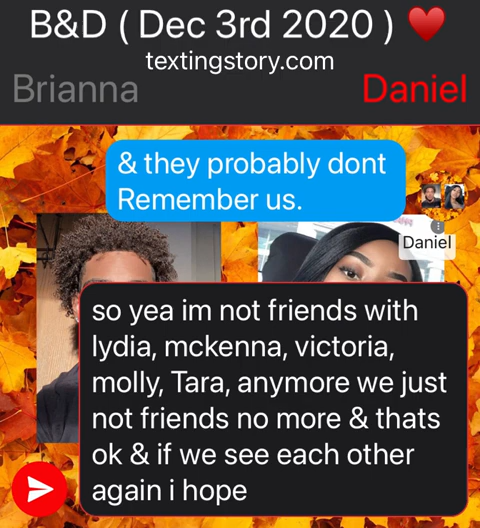 B&D ( Dec 3rd 2020 ) ♥️
textingstory.com
Brianna
Daniel
& they probably dont
Remember us.
Daniel
so yea im not friends with
lydia, mckenna, victoria,
molly, Tara, anymore we just
not friends no more & thats
ok & if we see each other
again i hope